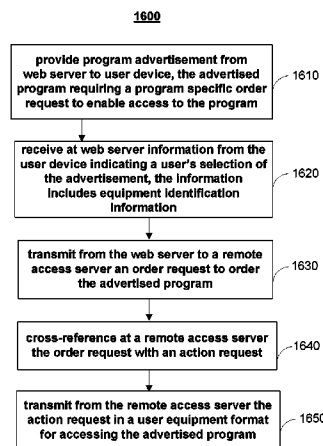 1600
provide program advertisement from
web server to user device, the advertised
program requiring a program specific order
request to enable access to the program
1610
receive at web server information from the
user device indicating a user's selection of
the advertisement, the information
includes equipment identification
information
1620
transmit from the web server to a remote
access server an order request to order
the advertised program
1630
cross-reference at a remote access server
the order request with an action request
1640
transmit from the remote access server the
action request in a user equipment format
for accessing the advertised program
1650